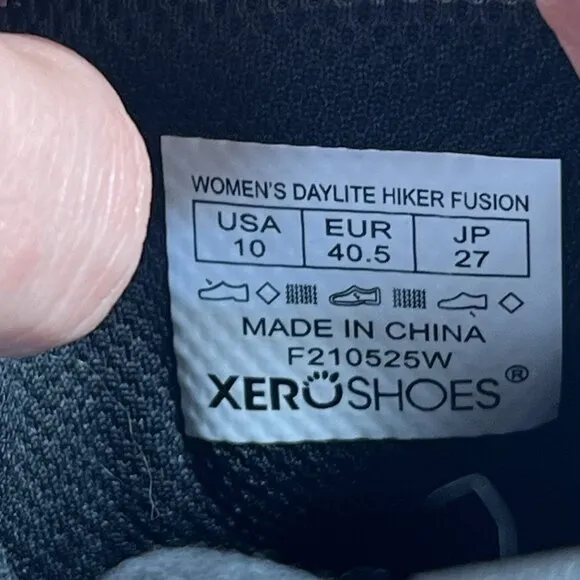 WOMEN'S DAYLITE HIKER FUSION
USA EUR JP
10 40.5 27
MADE IN CHINA
F210525W
XEROSHOES®